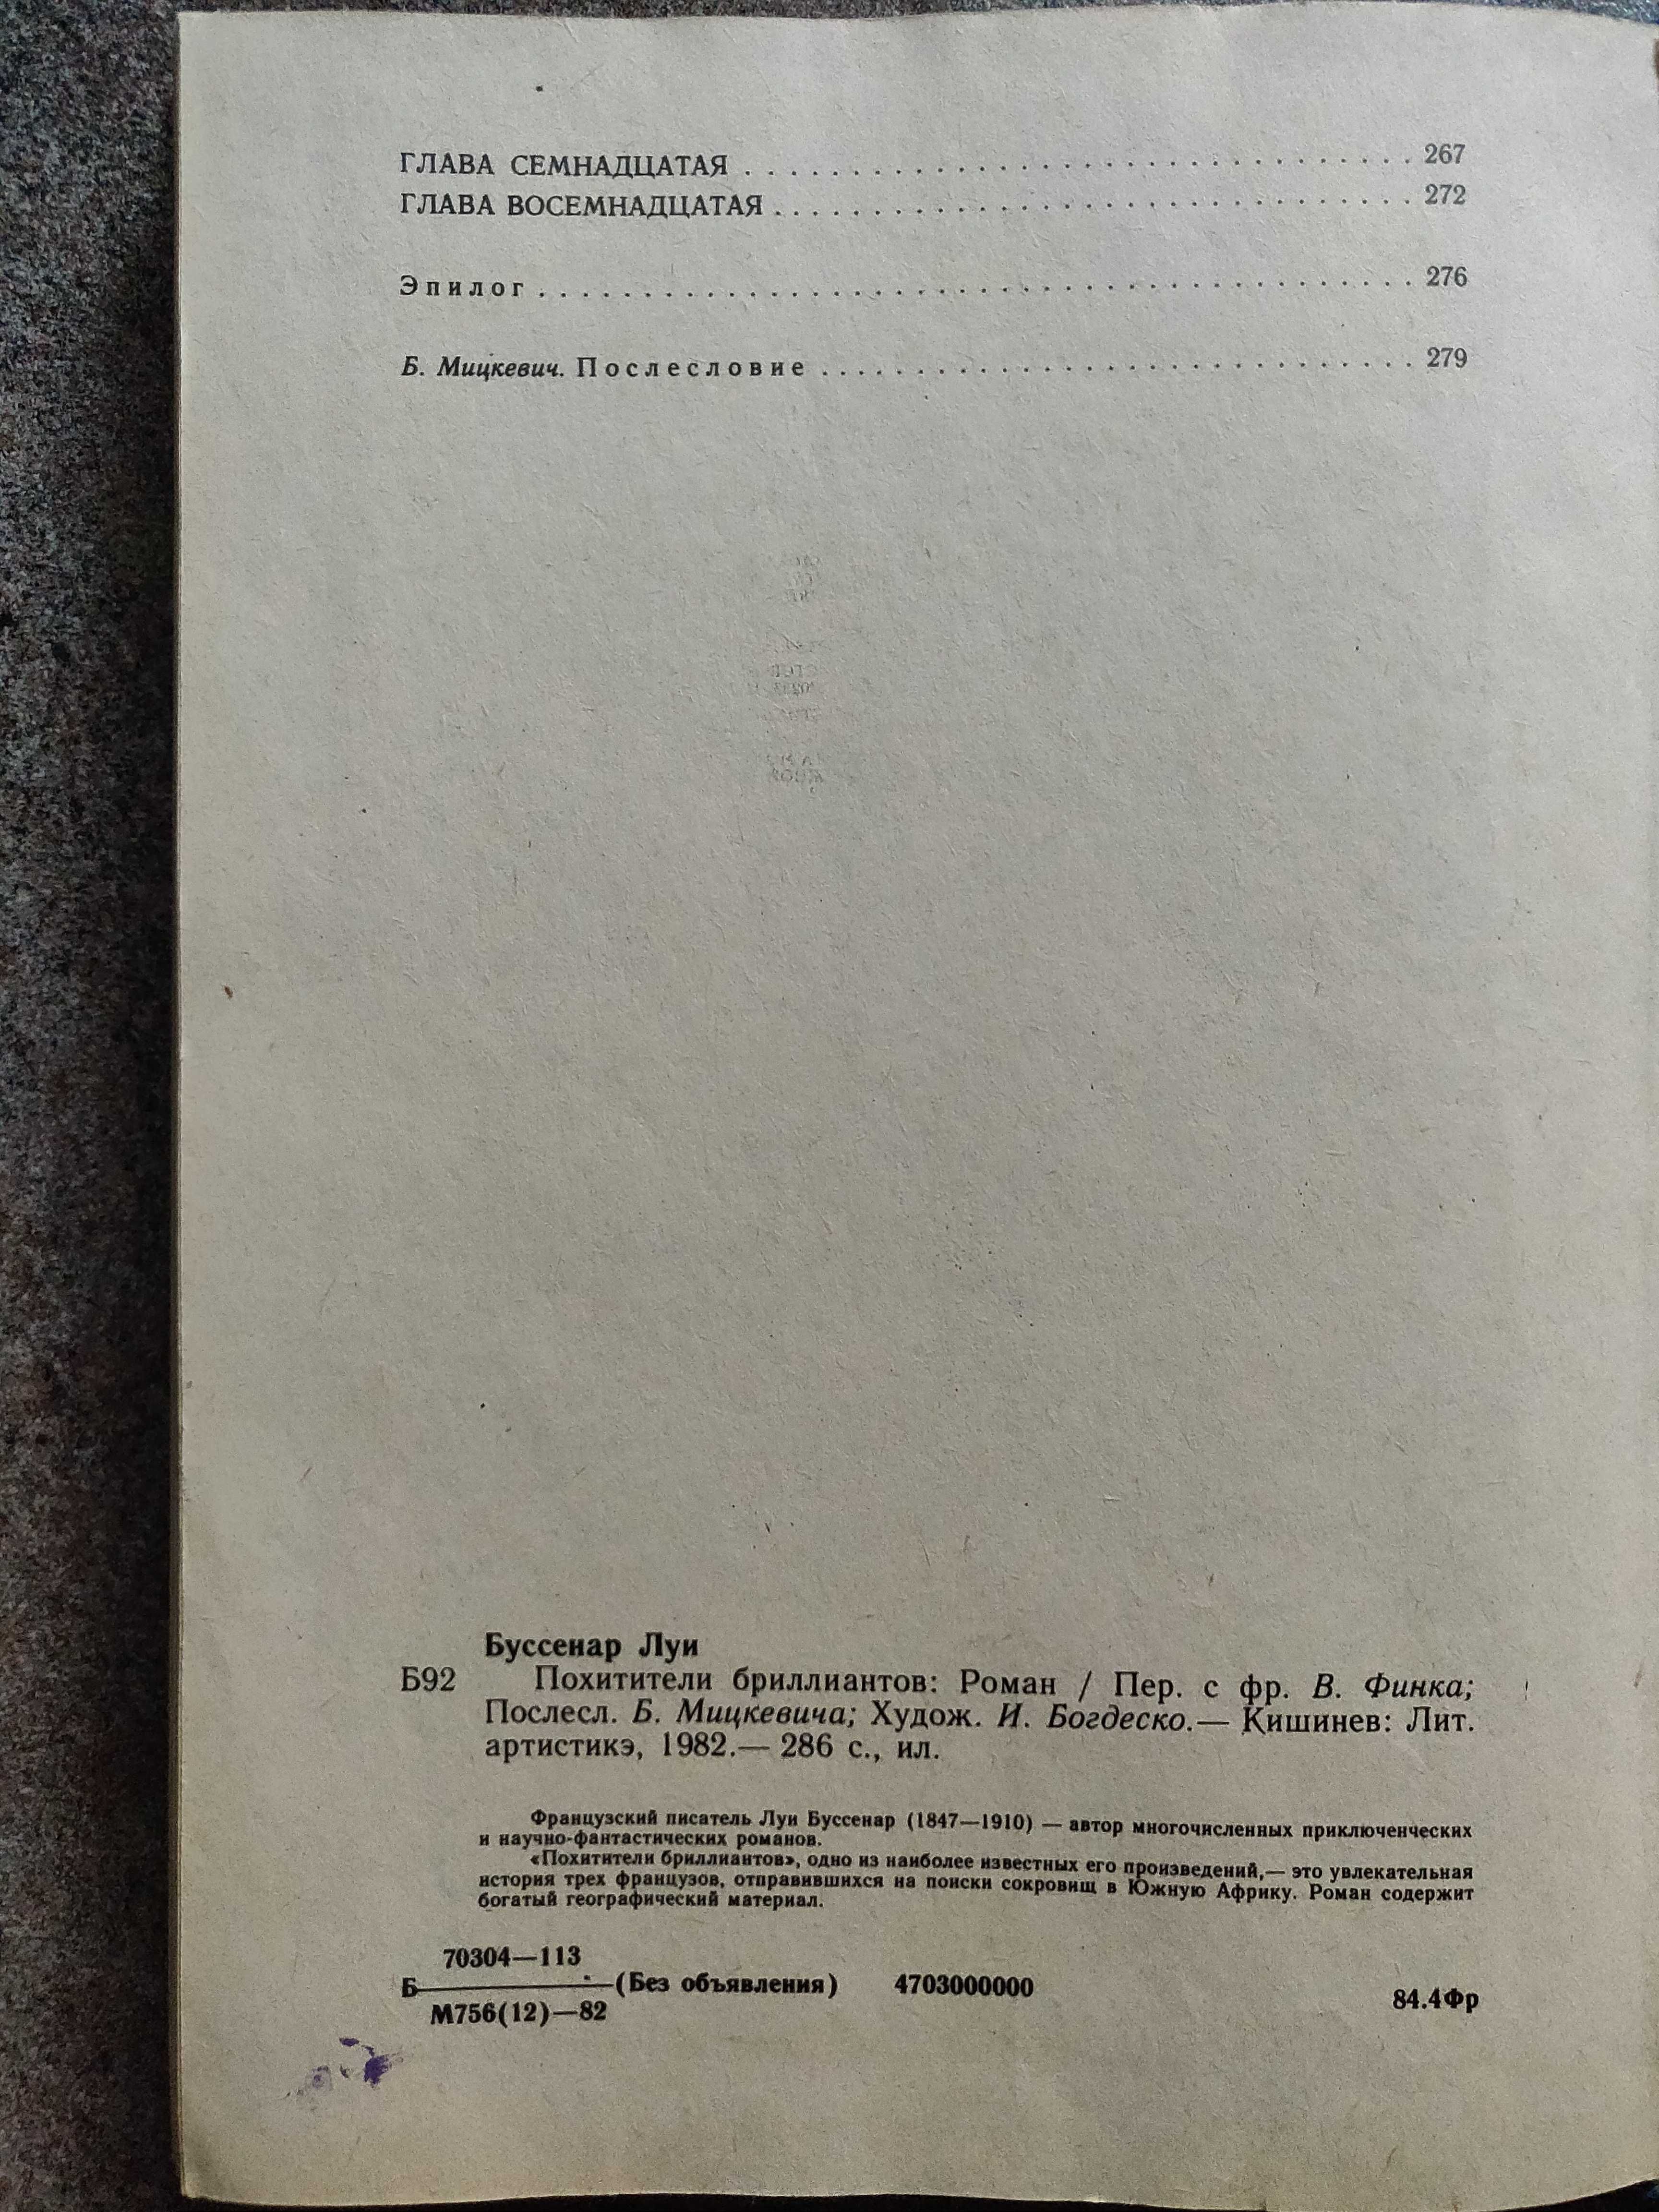 ГЛАВА СЕМНАДЦАТАЯ . . . . . . . . . . . . . . . . . . . . . . . . . . . . . . . 267
ГЛАВА ВОСЕМНАДЦАТАЯ . . . . . . . . . . . . . . . . . . . . . . . . . . . . . . 272
Эпилог . . . . . . . . . . . . . . . . . . . . . . . . . . . . . . . . . . . . . . . . . 276
Б. Мицкевич. Послесловие . . . . . . . . . . . . . . . . . . . . . . . . . . . . 279
Буссенар Луи
Б92 Похитители бриллиантов: Роман / Пер. с фр. В. Финка;
Послесл. Б. Мицкевича; Худож. И. Богдеско.— Кишинев: Лит.
артистикэ, 1982.— 286 с., ил.
Французский писатель Луи Буссенар (1847—1910) — автор многочисленных приключенческих
и научно-фантастических романов.
«Похитители бриллиантов», одно из наиболее известных его произведений,— это увлекательная
история трех французов, отправившихся на поиски сокровищ в Южную Африку. Роман содержит
богатый географический материал.
70304—113
Б (Без объявления) 4703000000 84.4Фр
М756(12)—82